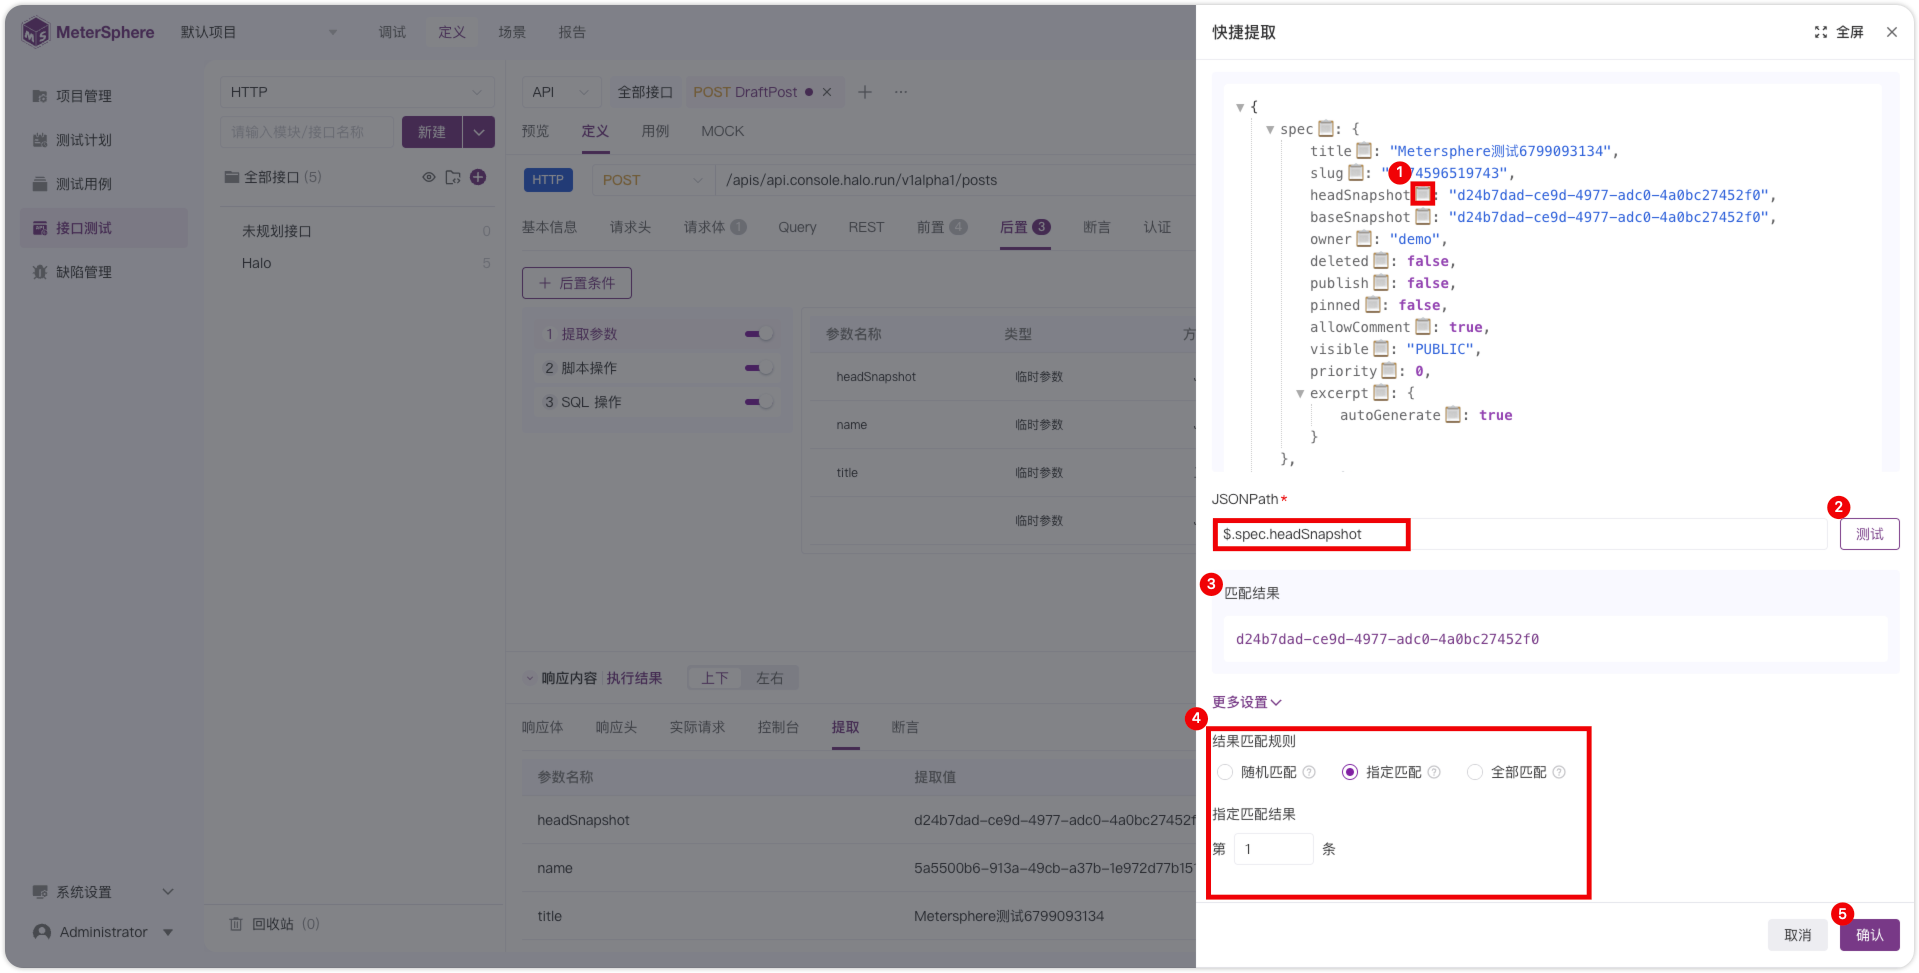 MeterSphere
默认项目
调试
定义
场景
报告
项目管理
测试计划
测试用例
接口测试
缺陷管理
系统设置
Administrator
HTTP
请输入模块/接口名称
新建
全部接口 (5)
未规划接口 0
Halo 5
回收站 (0)
API
全部接口
POST DraftPost
预览
定义
用例
MOCK
HTTP
POST
/apis/api.console.halo.run/v1alpha1/posts
基本信息
请求头
请求体 1
Query
REST
前置 4
后置 3
断言
认证
后置条件
1 提取参数
2 脚本操作
3 SQL 操作
参数名称 类型 方
headSnapshot 临时参数
name 临时参数
title 临时参数
临时参数
响应内容 执行结果 上下 左右
响应体
响应头
实际请求
控制台
提取
断言
参数名称 提取值
headSnapshot d24b7dad-ce9d-4977-adc0-4a0bc27452f
name 5a5500b6-913a-49cb-a37b-1e972d77b15
title Metersphere测试6799093134
快捷提取
全屏
{
spec: {
title: "Metersphere测试6799093134",
1
slug: "74596519743",
headSnapshot: "d24b7dad-ce9d-4977-adc0-4a0bc27452f0",
baseSnapshot: "d24b7dad-ce9d-4977-adc0-4a0bc27452f0",
owner: "demo",
deleted: false,
publish: false,
pinned: false,
allowComment: true,
visible: "PUBLIC",
priority: 0,
excerpt: {
autoGenerate: true
}
},
JSONPath*
2
$.spec.headSnapshot
测试
3
匹配结果
d24b7dad-ce9d-4977-adc0-4a0bc27452f0
更多设置
4
结果匹配规则
随机匹配
指定匹配
全部匹配
指定匹配结果
第 1 条
5
取消
确认